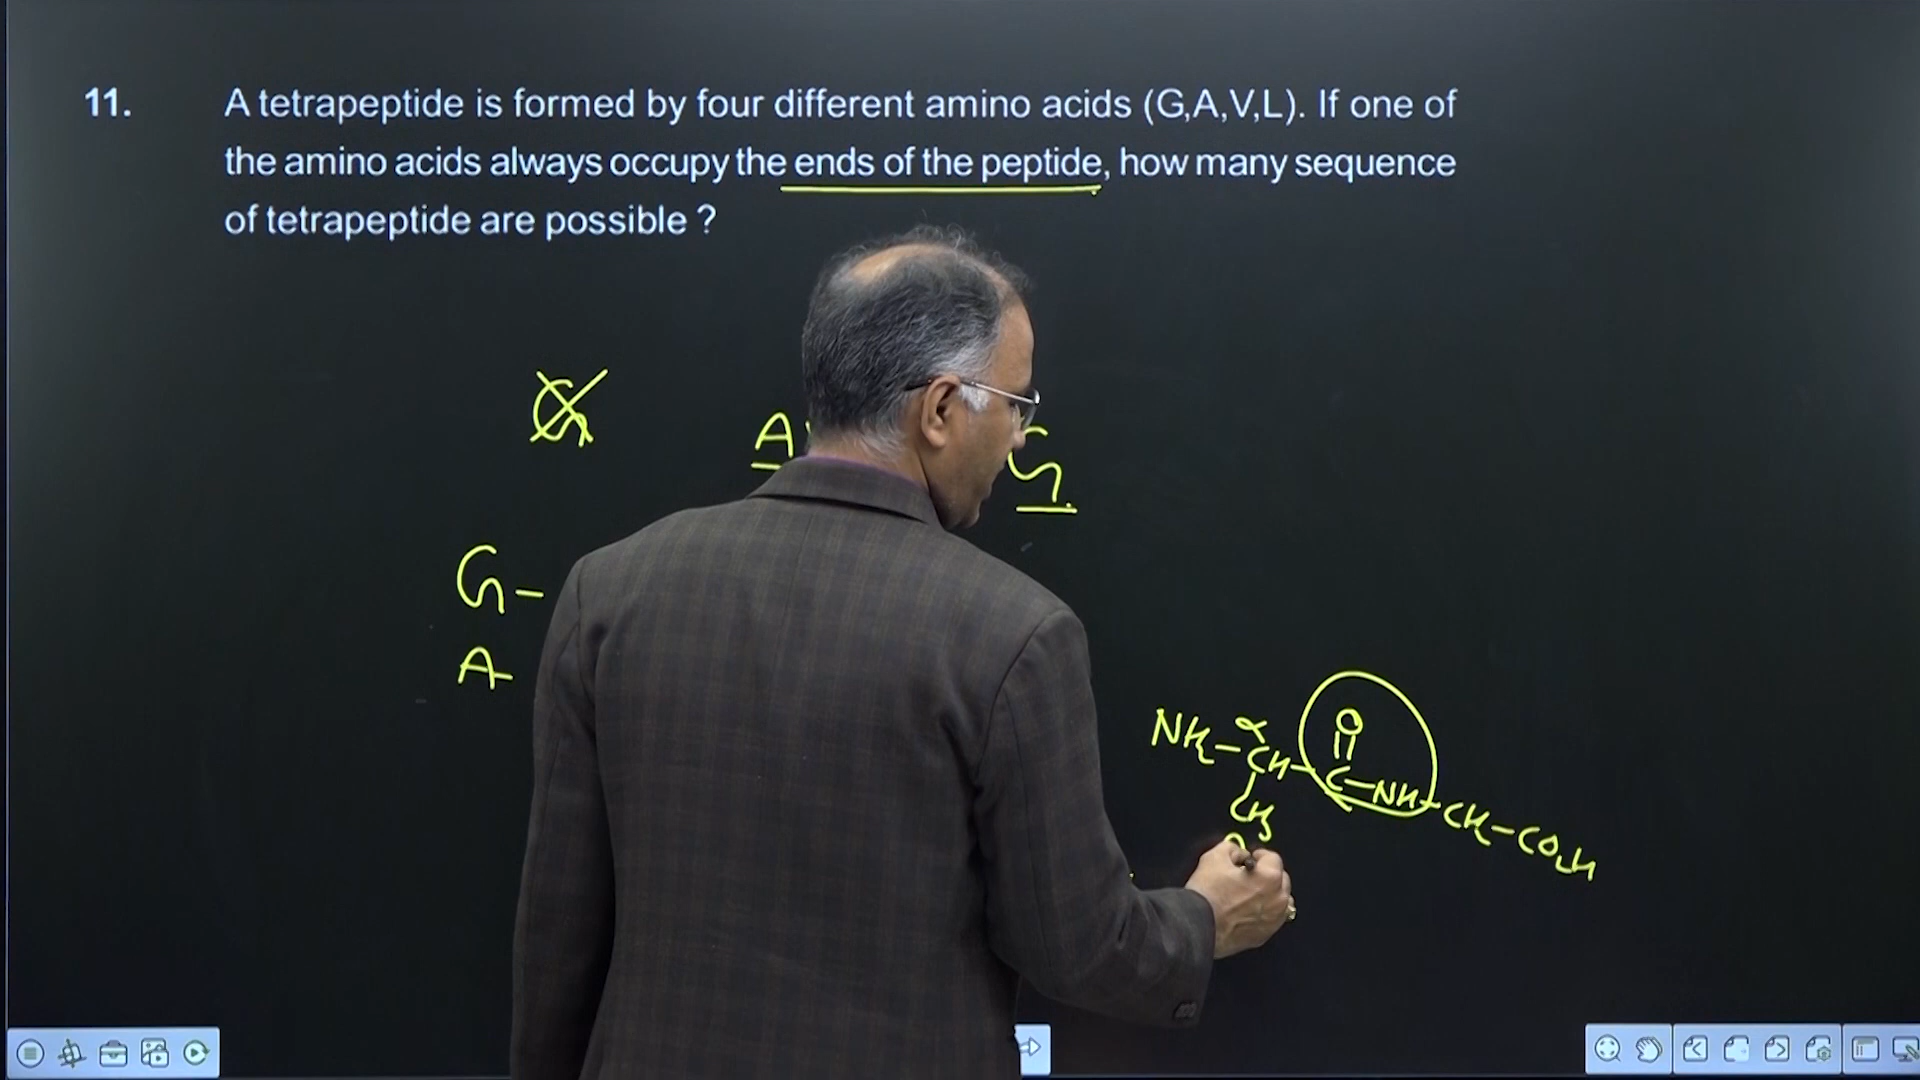 11. A tetrapeptide is formed by four different amino acids (G,A,V,L). If one of
the amino acids always occupy the ends of the peptide, how many sequence
of tetrapeptide are possible ?
G
A
G
G-
A-
NH2-CH-C-NH-CH2-CO2H
α
O
CH3